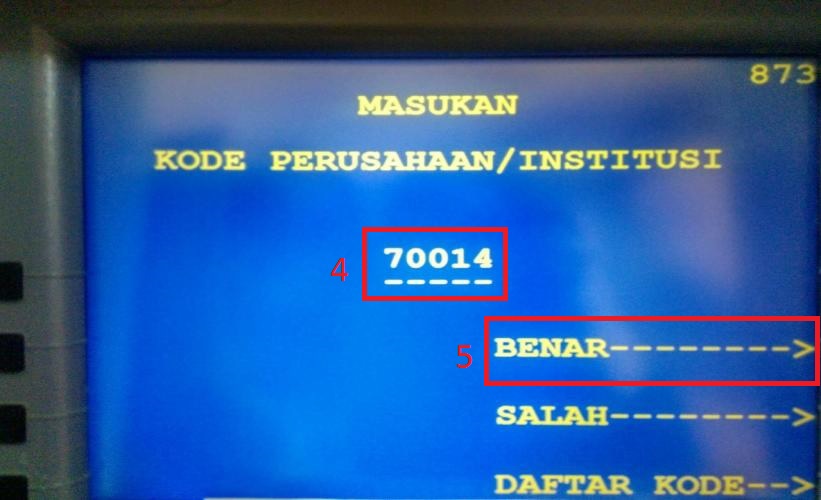 873
MASUKAN
KODE PERUSAHAAN/INSTITUSI
4 70014
5 BENAR-------->
SALAH-------->
DAFTAR KODE-->